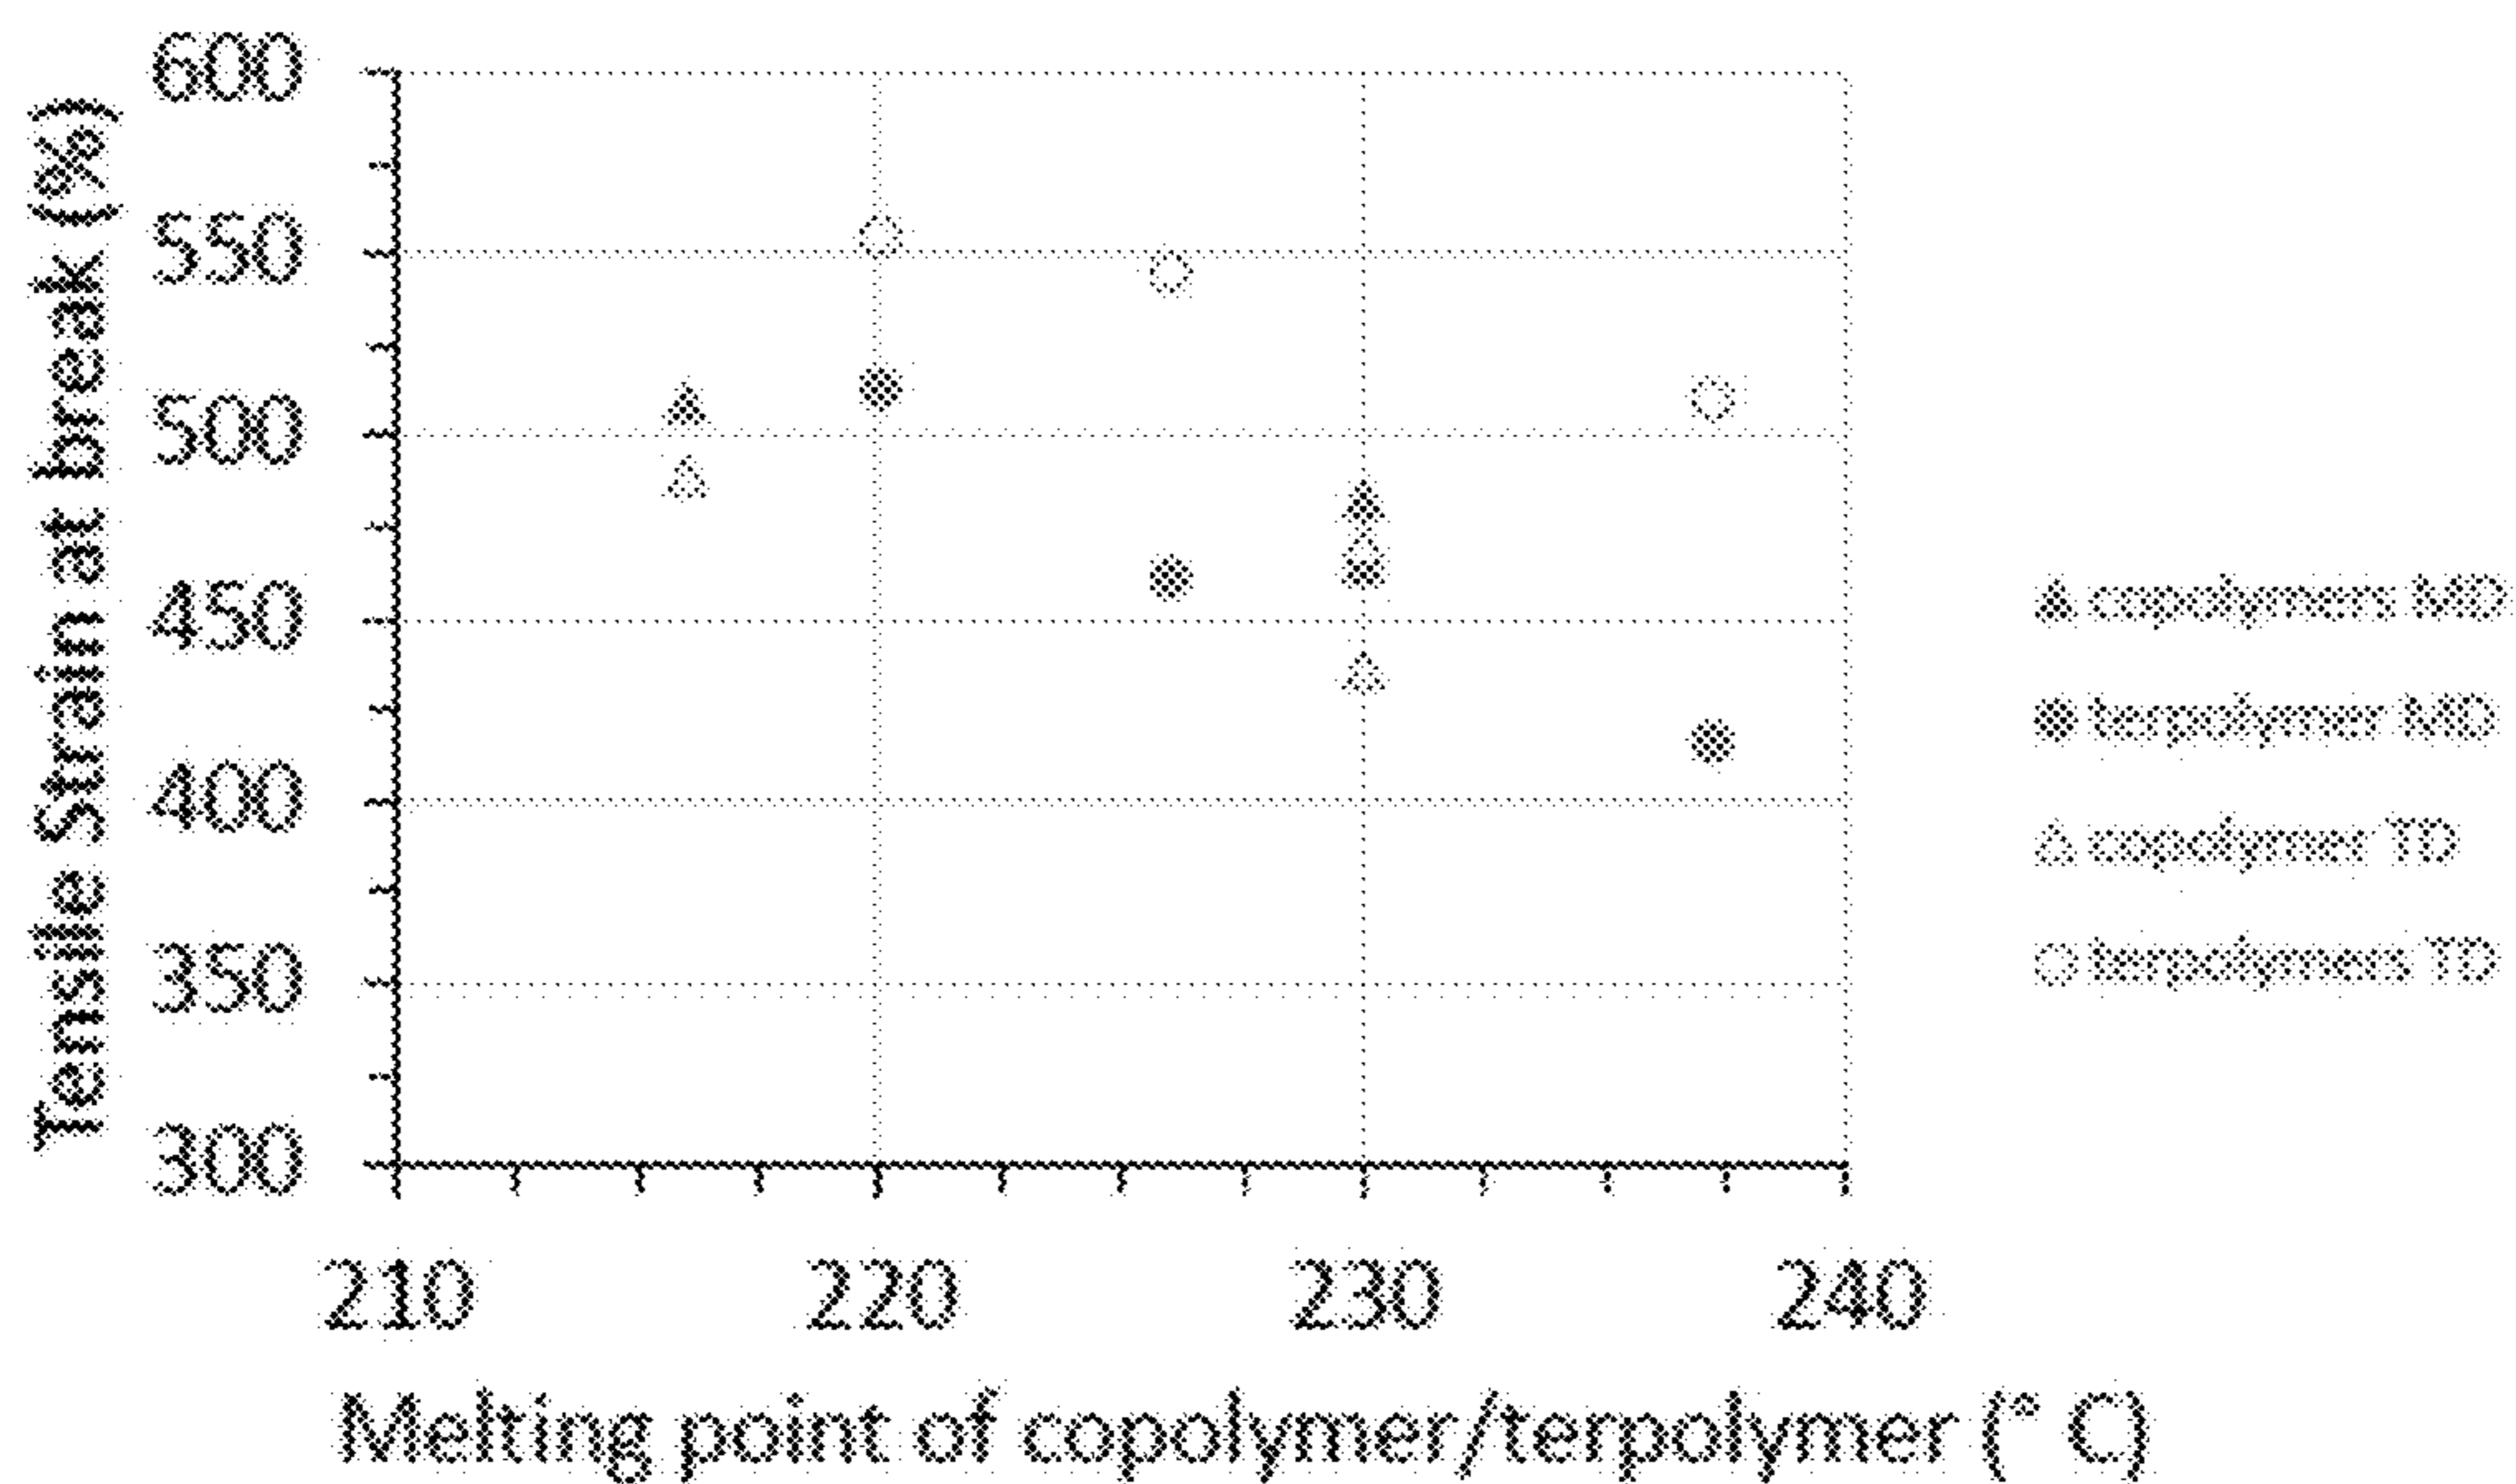 Tensile Strain at break (%)
600
550
500
450
400
350
300
210 220 230 240
Melting point of copolymer/terpolymer (° C)
copolymers MD
terpolymer MD
copolymer TD
terpolymers TD